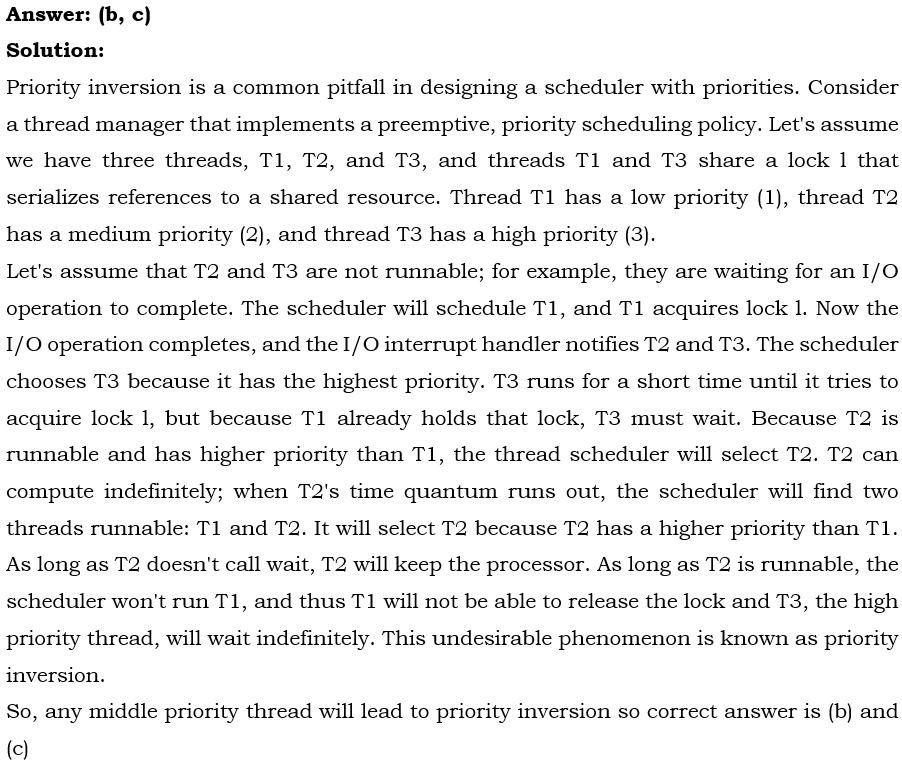 Answer: (b, c)
Solution:
Priority inversion is a common pitfall in designing a scheduler with priorities. Consider
a thread manager that implements a preemptive, priority scheduling policy. Let's assume
we have three threads, T1, T2, and T3, and threads T1 and T3 share a lock l that
serializes references to a shared resource. Thread T1 has a low priority (1), thread T2
has a medium priority (2), and thread T3 has a high priority (3).
Let's assume that T2 and T3 are not runnable; for example, they are waiting for an I/O
operation to complete. The scheduler will schedule T1, and T1 acquires lock l. Now the
I/O operation completes, and the I/O interrupt handler notifies T2 and T3. The scheduler
chooses T3 because it has the highest priority. T3 runs for a short time until it tries to
acquire lock l, but because T1 already holds that lock, T3 must wait. Because T2 is
runnable and has higher priority than T1, the thread scheduler will select T2. T2 can
compute indefinitely; when T2's time quantum runs out, the scheduler will find two
threads runnable: T1 and T2. It will select T2 because T2 has a higher priority than T1.
As long as T2 doesn't call wait, T2 will keep the processor. As long as T2 is runnable, the
scheduler won't run T1, and thus T1 will not be able to release the lock and T3, the high
priority thread, will wait indefinitely. This undesirable phenomenon is known as priority
inversion.
So, any middle priority thread will lead to priority inversion so correct answer is (b) and
(c)